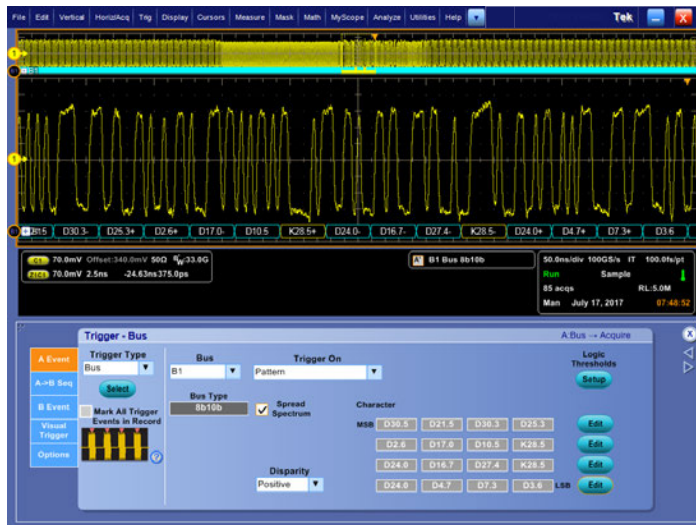 File Edit Vertical Horiz/Acq Trig Display Cursors Measure Mask Math MyScope Analyze Utilities Help Tek X
1
1
D30.3- D25.3+ D2.6+ D17.0- D10.5 K28.5+ D24.0- D16.7- D27.4- K28.5- D24.0+ D4.7+ D7.3+ D3.6
C1 70.0mV Offset:340.0mV 50Ω BW:33.0G
Z1C1 70.0mV 2.5ns -24.63ns 375.0ps
A' B1 Bus 8b10b
50.0ns/div 100GS/s IT 100.0fs/pt
Run Sample
85 acqs RL:5.0M
Man July 17, 2017 07:48:52
Trigger - Bus
A:Bus → Acquire
X
A Event
A->B Seq
B Event
Visual
Trigger
Options
Trigger Type
Bus
Select
Mark All Trigger
Events in Record
?
Bus
B1
Bus Type
8b10b
Trigger On
Pattern
Spread
Spectrum
Disparity
Positive
Logic
Thresholds
Setup
Character
MSB D30.5 D21.5 D30.3 D25.3 Edit
D2.6 D17.0 D10.5 K28.5 Edit
D24.0 D16.7 D27.4 K28.5 Edit
D24.0 D4.7 D7.3 D3.6 LSB Edit